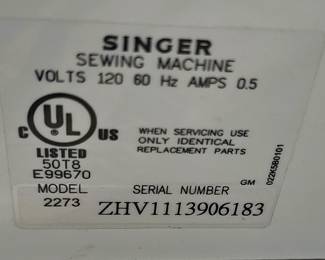 SINGER
SEWING MACHINE
VOLTS 120 60 Hz AMPS 0.5
C UL US
LISTED
50T8
E99670
WHEN SERVICING USE
ONLY IDENTICAL
REPLACEMENT PARTS
MODEL
2273
SERIAL NUMBER
ZHV1113906183
GM
022K5B0101